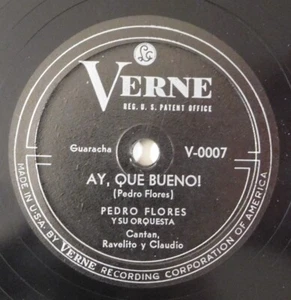 VERNE
REG. U. S. PATENT OFFICE
Guaracha
V-0007
AY, QUE BUENO!
(Pedro Flores)
PEDRO FLORES
Y SU ORQUESTA
Cantan,
Ravelito y Claudio
MADE IN U.S.A. BY VERNE RECORDING CORPORATION OF AMERICA